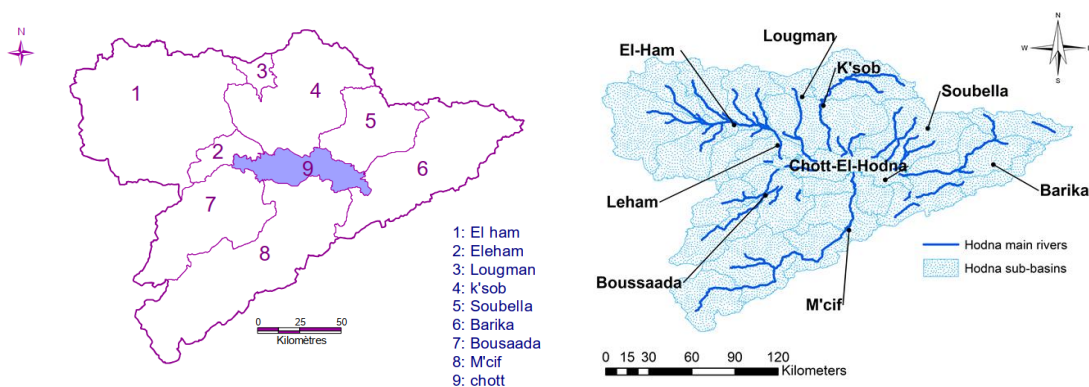 N
1
3
4
5
2
9
6
7
8
1: El ham
2: Eleham
3: Lougman
4: k'sob
5: Soubella
6: Barika
7: Bousaada
8: M'cif
9: chott
0 25 50
Kilomètres
N
W E
S
Lougman
El-Ham
K'sob
Soubella
Chott-El-Hodna
Barika
Leham
Boussaada
M'cif
Hodna main rivers
Hodna sub-basins
0 15 30 60 90 120
Kilometers